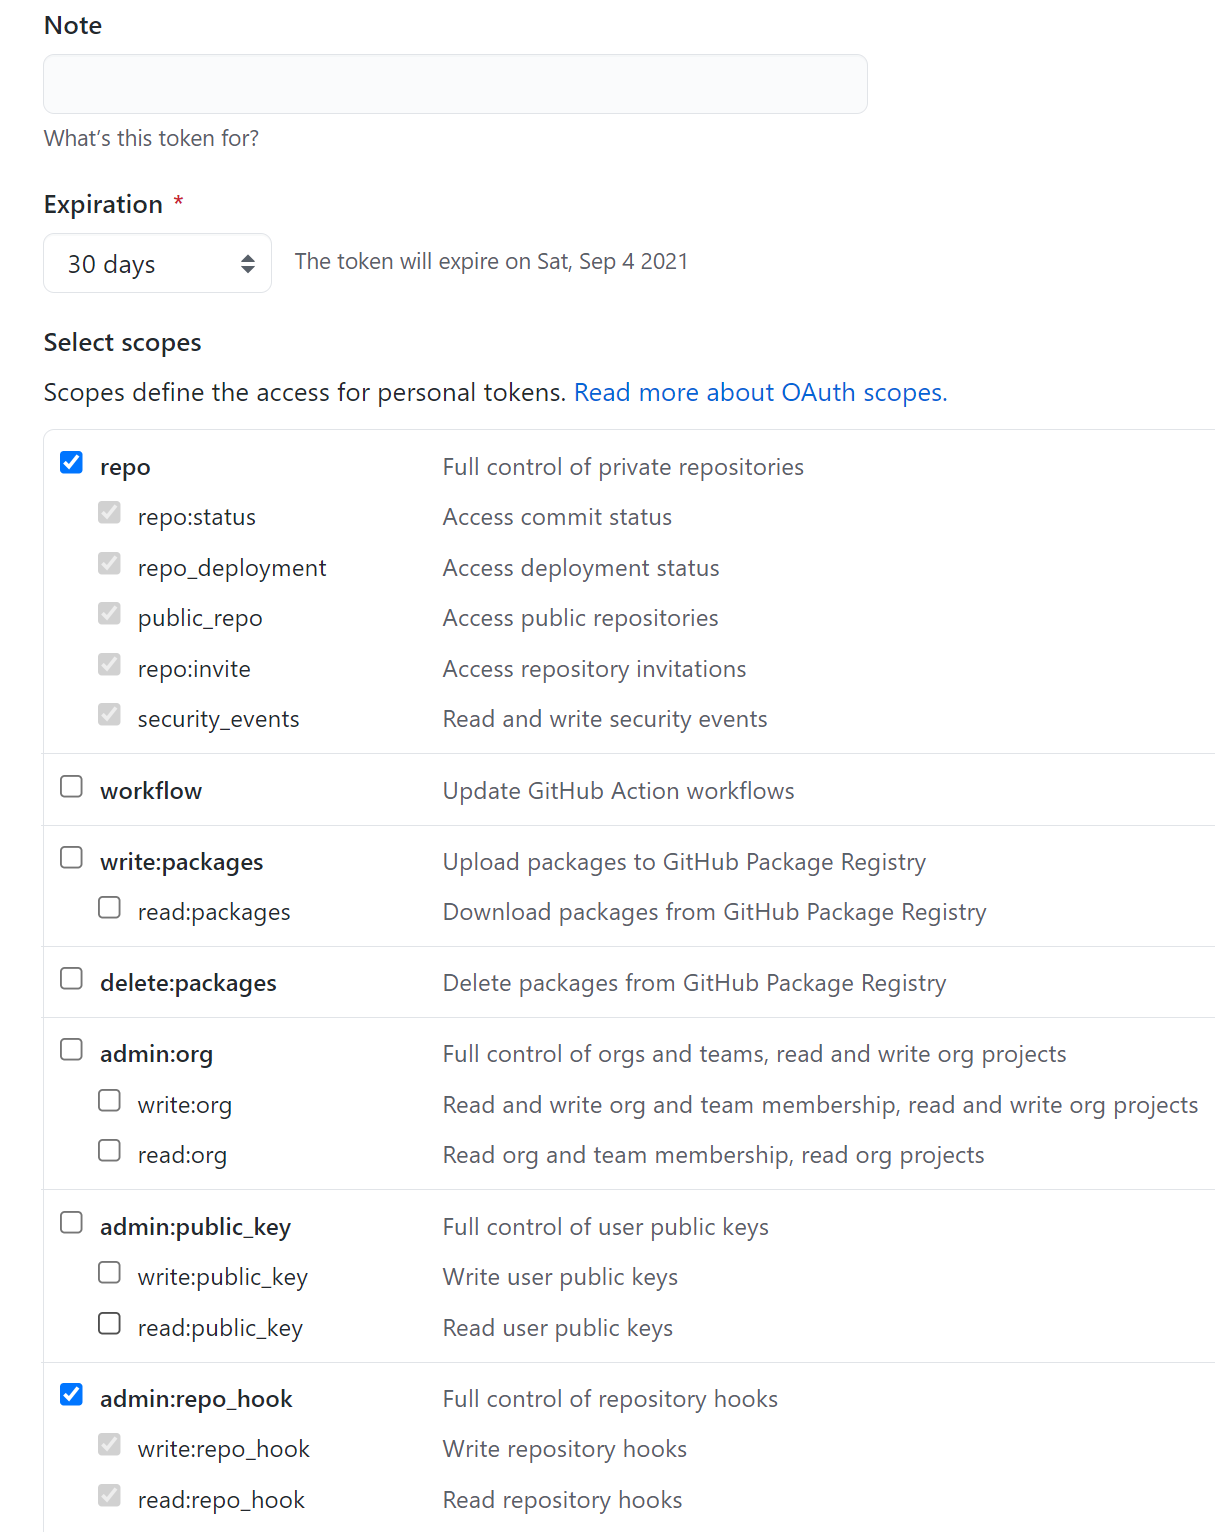 Note
What's this token for?
Expiration *
30 days The token will expire on Sat, Sep 4 2021
Select scopes
Scopes define the access for personal tokens. Read more about OAuth scopes.
repo Full control of private repositories
repo:status Access commit status
repo_deployment Access deployment status
public_repo Access public repositories
repo:invite Access repository invitations
security_events Read and write security events
workflow Update GitHub Action workflows
write:packages Upload packages to GitHub Package Registry
read:packages Download packages from GitHub Package Registry
delete:packages Delete packages from GitHub Package Registry
admin:org Full control of orgs and teams, read and write org projects
write:org Read and write org and team membership, read and write org projects
read:org Read org and team membership, read org projects
admin:public_key Full control of user public keys
write:public_key Write user public keys
read:public_key Read user public keys
admin:repo_hook Full control of repository hooks
write:repo_hook Write repository hooks
read:repo_hook Read repository hooks